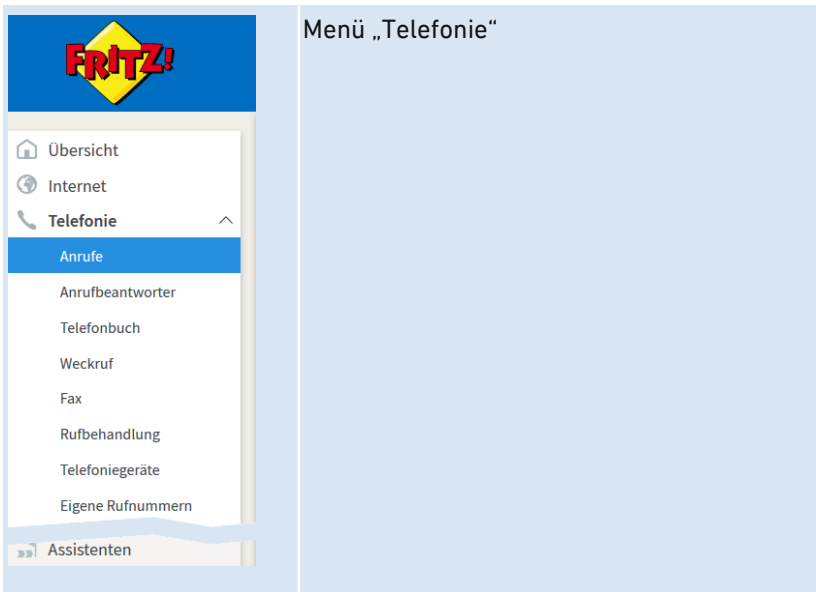 FRITZ!
Menü „Telefonie“
Übersicht
Internet
Telefonie
Anrufe
Anrufbeantworter
Telefonbuch
Weckruf
Fax
Rufbehandlung
Telefoniegeräte
Eigene Rufnummern
Assistenten